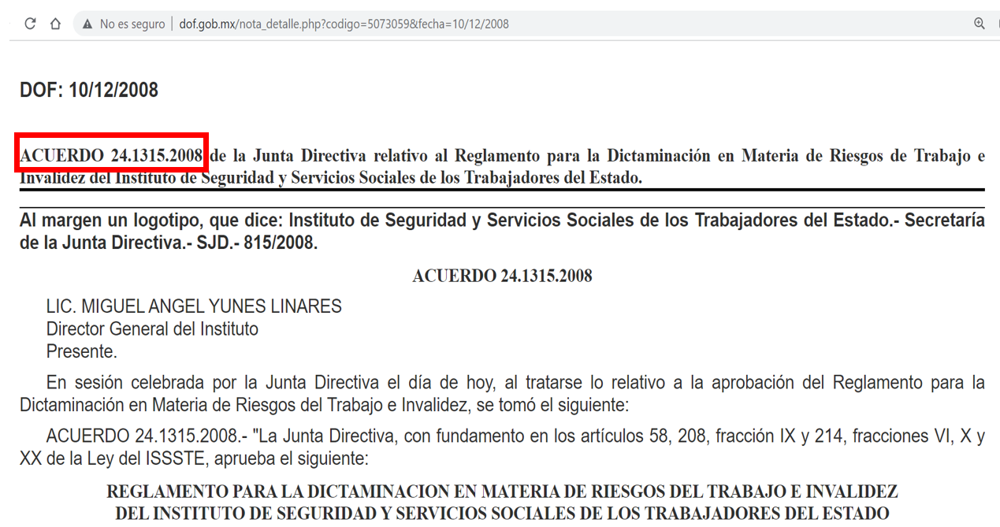 No es seguro | dof.gob.mx/nota_detalle.php?codigo=5073059&fecha=10/12/2008
DOF: 10/12/2008
ACUERDO 24.1315.2008 de la Junta Directiva relativo al Reglamento para la Dictaminación en Materia de Riesgos de Trabajo e
Invalidez del Instituto de Seguridad y Servicios Sociales de los Trabajadores del Estado.
Al margen un logotipo, que dice: Instituto de Seguridad y Servicios Sociales de los Trabajadores del Estado.- Secretaría
de la Junta Directiva.- SJD.- 815/2008.
ACUERDO 24.1315.2008
LIC. MIGUEL ANGEL YUNES LINARES
Director General del Instituto
Presente.
En sesión celebrada por la Junta Directiva el día de hoy, al tratarse lo relativo a la aprobación del Reglamento para la
Dictaminación en Materia de Riesgos del Trabajo e Invalidez, se tomó el siguiente:
ACUERDO 24.1315.2008.- "La Junta Directiva, con fundamento en los artículos 58, 208, fracción IX y 214, fracciones VI, X y
XX de la Ley del ISSSTE, aprueba el siguiente:
REGLAMENTO PARA LA DICTAMINACION EN MATERIA DE RIESGOS DEL TRABAJO E INVALIDEZ
DEL INSTITUTO DE SEGURIDAD Y SERVICIOS SOCIALES DE LOS TRABAJADORES DEL ESTADO